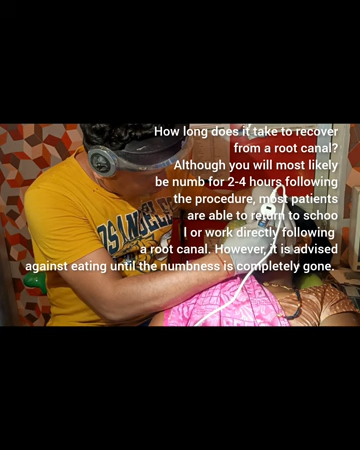 How long does it take to recover
from a root canal?
Although you will most likely
be numb for 2-4 hours following
the procedure, most patients
are able to return to schoo
l or work directly following
a root canal. However, it is advised
against eating until the numbness is completely gone.
LOS ANGELES